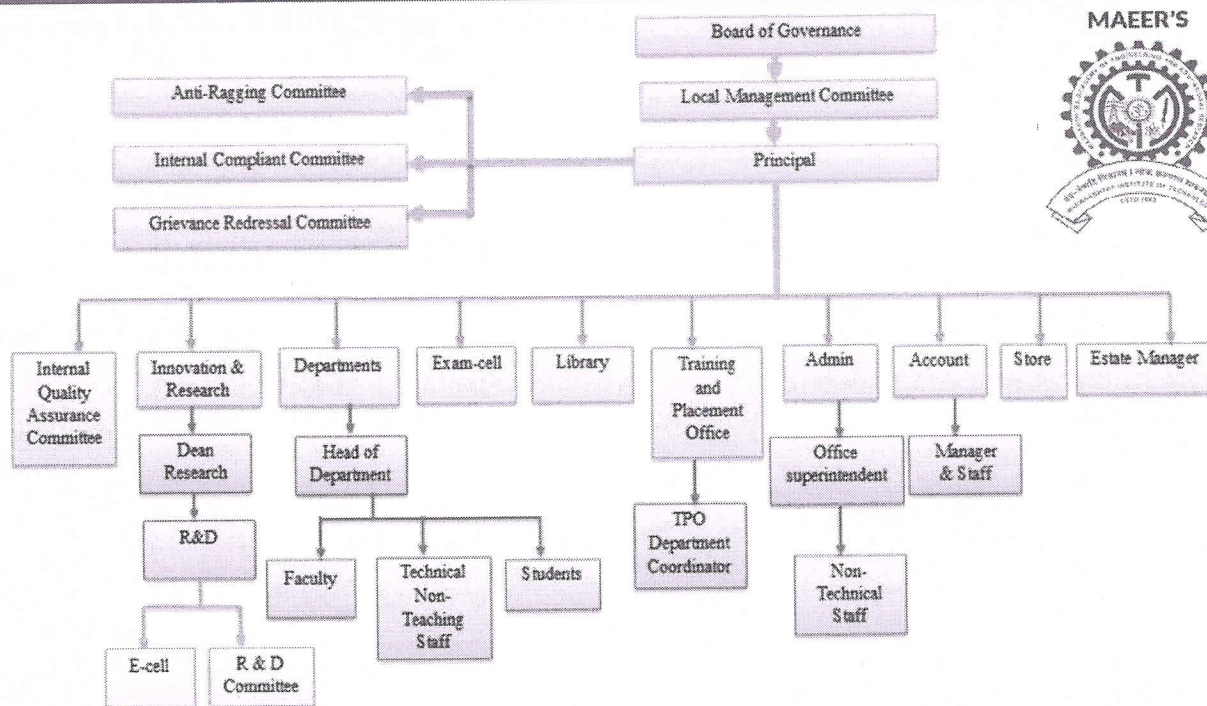 MAEER'S
Board of Governance
Anti-Ragging Committee
Local Management Committee
Internal Compliant Committee
Principal
Grievance Redressal Committee
Internal
Quality
Assurance
Committee
Innovation &
Research
Departments
Exam-cell
Library
Training
and
Placement
Office
Admin
Account
Store
Estate Manager
Dean
Research
Head of
Department
Office
superintendent
Manager
& Staff
R&D
Faculty
Technical
Non-
Teaching
Staff
Students
TPO
Department
Coordinator
Non-
Technical
Staff
E-cell
R & D
Committee